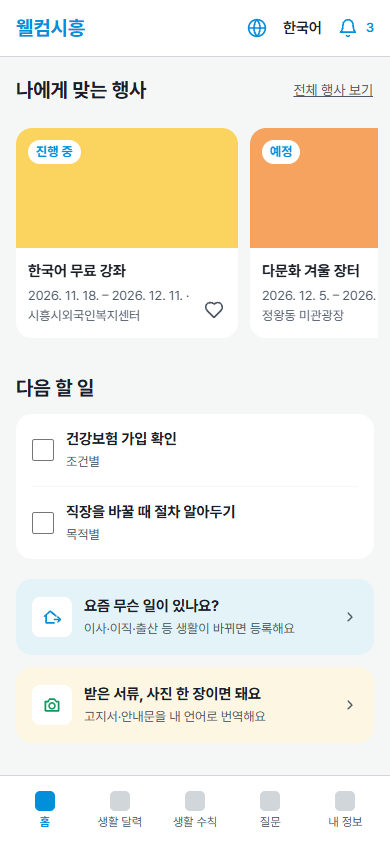 웰컴시흥
한국어
3
나에게 맞는 행사
전체 행사 보기
진행 중
한국어 무료 강좌
2026. 11. 18. – 2026. 12. 11. ·
시흥시외국인복지센터
예정
다문화 겨울 장터
2026. 12. 5. – 2026.
정왕동 미관광장
다음 할 일
건강보험 가입 확인
조건별
직장을 바꿀 때 절차 알아두기
목적별
요즘 무슨 일이 있나요?
이사·이직·출산 등 생활이 바뀌면 등록해요
받은 서류, 사진 한 장이면 돼요
고지서·안내문을 내 언어로 번역해요
홈
생활 달력
생활 수칙
질문
내 정보